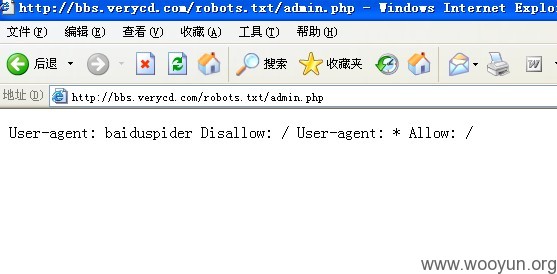 http://bbs.verycd.com/robots.txt/admin.php - Windows Internet Explo
文件(F) 编辑(E) 查看(V) 收藏(A) 工具(T) 帮助(H)
后退 搜索 收藏夹
地址(D) http://bbs.verycd.com/robots.txt/admin.php
User-agent: baiduspider Disallow: / User-agent: * Allow: /
www.wooyun.org